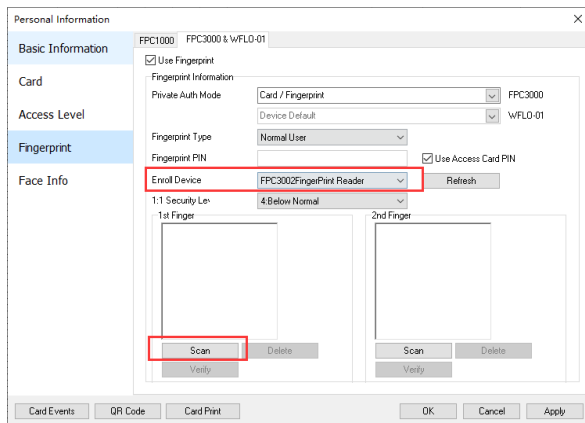 Personal Information
Basic Information
Card
Access Level
Fingerprint
Face Info
FPC1000 FPC3000 & WFLO-01
Use Fingerprint
Fingerprint Information
Private Auth Mode Card / Fingerprint FPC3000
Device Default WFLO-01
Fingerprint Type Normal User
Fingerprint PIN Use Access Card PIN
Enroll Device FPC3002FingerPrint Reader Refresh
1:1 Security Lev 4:Below Normal
1st Finger 2nd Finger
Scan Delete Scan Delete
Verify Verify
Card Events QR Code Card Print OK Cancel Apply